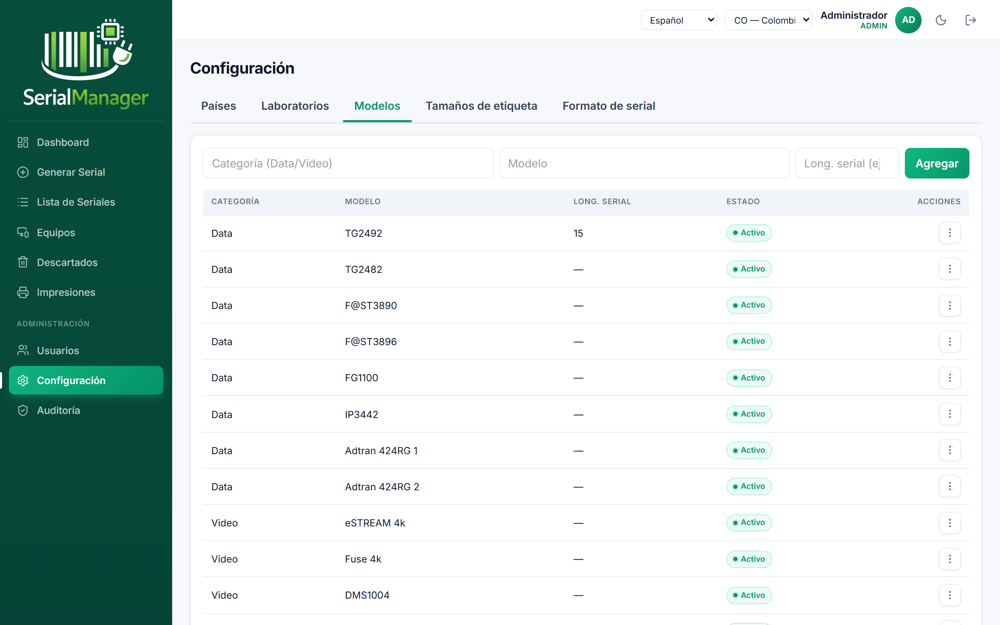 Español
CO — Colombi
Administrador
ADMIN
AD
SerialManager
Dashboard
Generar Serial
Lista de Seriales
Equipos
Descartados
Impresiones
ADMINISTRACIÓN
Usuarios
Configuración
Auditoría
Configuración
Países Laboratorios Modelos Tamaños de etiqueta Formato de serial
Categoría (Data/Video) Modelo Long. serial (ej Agregar
CATEGORÍA MODELO LONG. SERIAL ESTADO ACCIONES
Data TG2492 15 Activo
Data TG2482 — Activo
Data F@ST3890 — Activo
Data F@ST3896 — Activo
Data FG1100 — Activo
Data IP3442 — Activo
Data Adtran 424RG 1 — Activo
Data Adtran 424RG 2 — Activo
Video eSTREAM 4k — Activo
Video Fuse 4k — Activo
Video DMS1004 — Activo